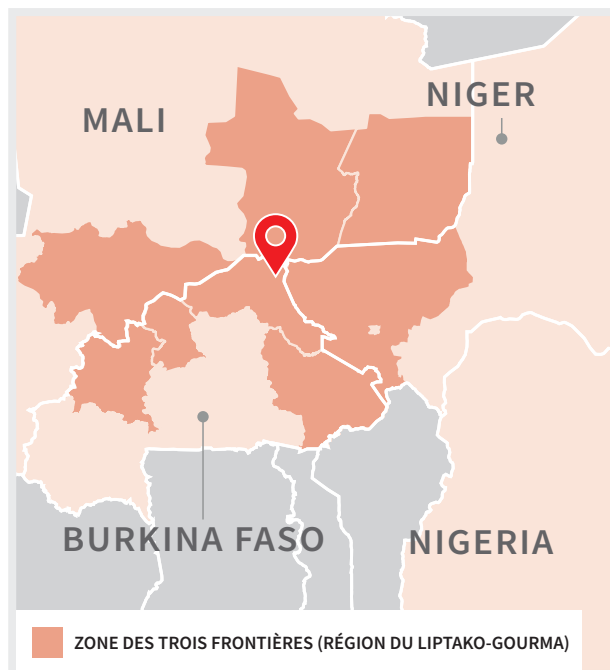 NIGER
MALI
BURKINA FASO
NIGERIA
ZONE DES TROIS FRONTIÈRES (RÉGION DU LIPTAKO-GOURMA)